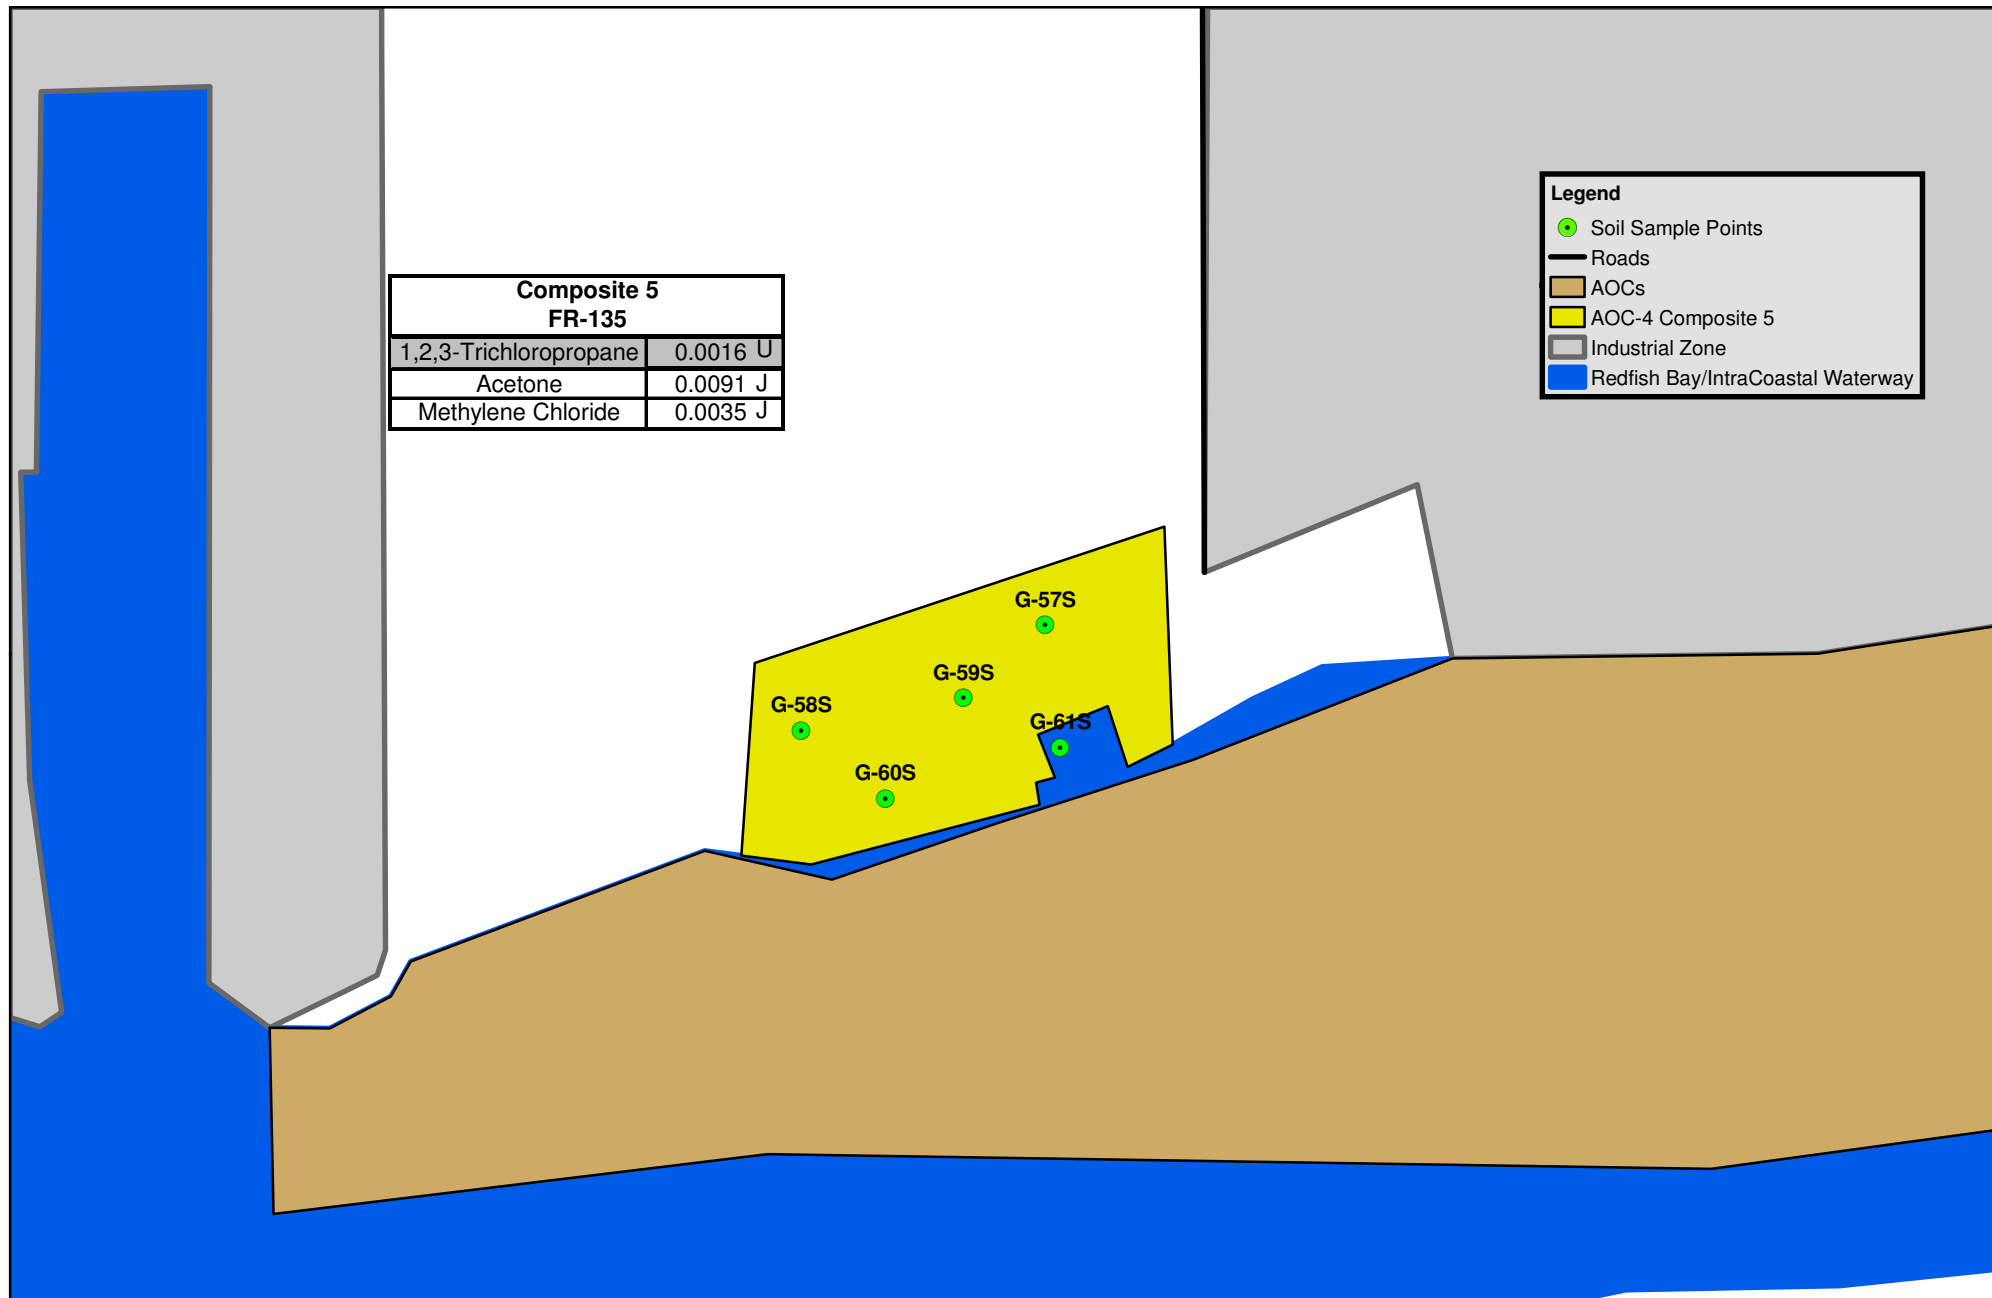 Legend
Soil Sample Points
Roads
AOCs
AOC-4 Composite 5
Industrial Zone
Redfish Bay/IntraCoastal Waterway
Composite 5
FR-135
1,2,3-Trichloropropane 0.0016 U
Acetone 0.0091 J
Methylene Chloride 0.0035 J
G-57S
G-59S
G-58S
G-61S
G-60S